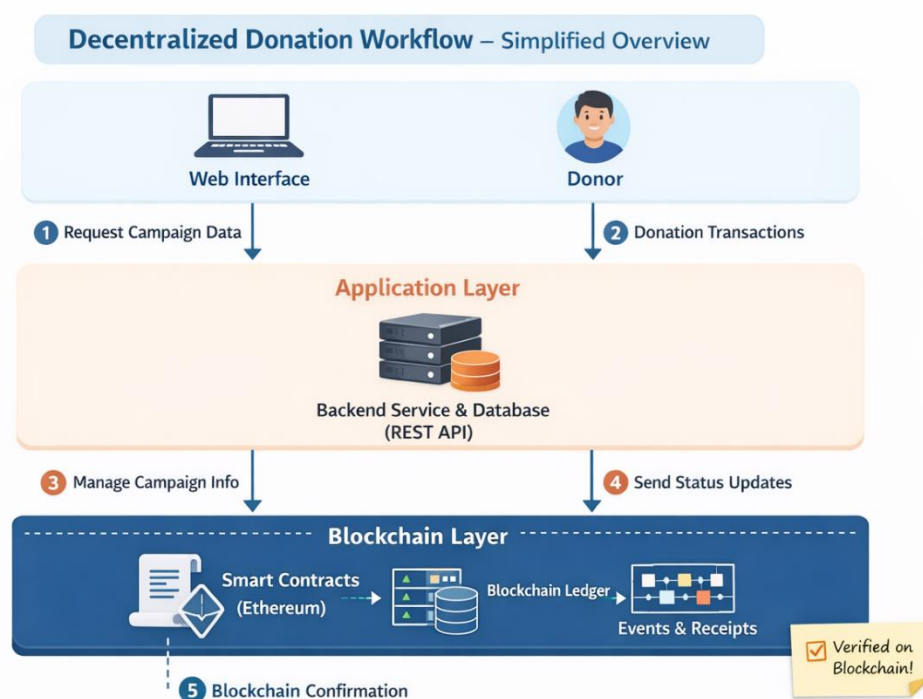 Decentralized Donation Workflow – Simplified Overview
Web Interface
Donor
1 Request Campaign Data
2 Donation Transactions
Application Layer
Backend Service & Database
(REST API)
3 Manage Campaign Info
4 Send Status Updates
Blockchain Layer
Smart Contracts
(Ethereum)
Blockchain Ledger
Events & Receipts
Verified on
Blockchain!
5 Blockchain Confirmation